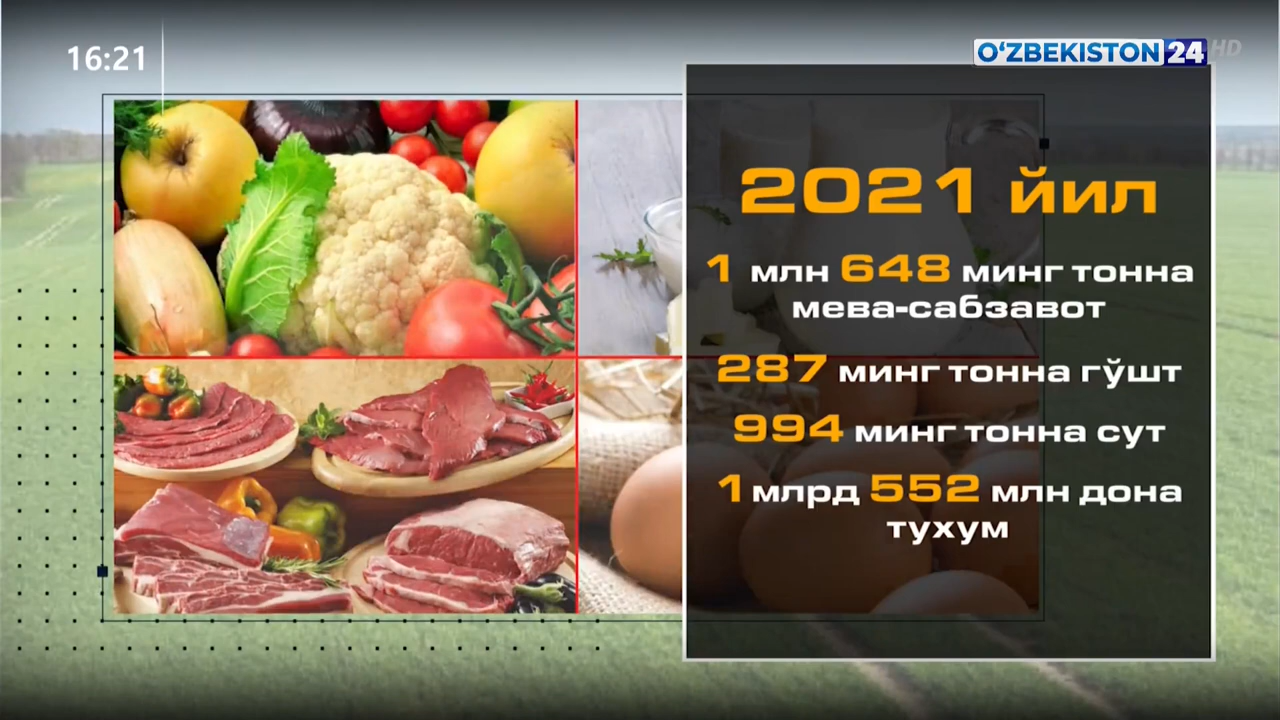 16:21
O‘ZBEKISTON 24 HD
2021 йил
1 млн 648 минг тонна
мева-сабзавот
287 минг тонна гўшт
994 минг тонна сут
1 млрд 552 млн дона
тухум